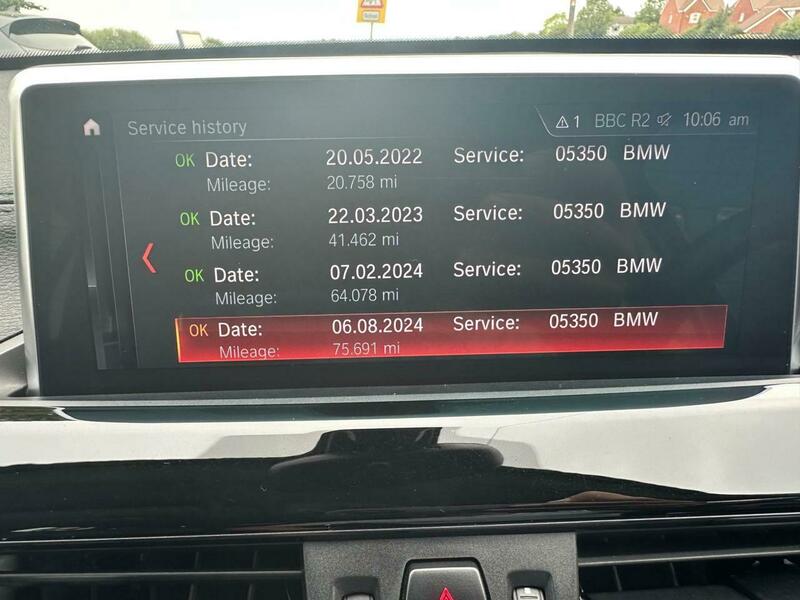 Service history
1 BBC R2 10:06 am
OK Date: 20.05.2022 Service: 05350 BMW
Mileage: 20.758 mi
OK Date: 22.03.2023 Service: 05350 BMW
Mileage: 41.462 mi
OK Date: 07.02.2024 Service: 05350 BMW
Mileage: 64.078 mi
OK Date: 06.08.2024 Service: 05350 BMW
Mileage: 75.691 mi